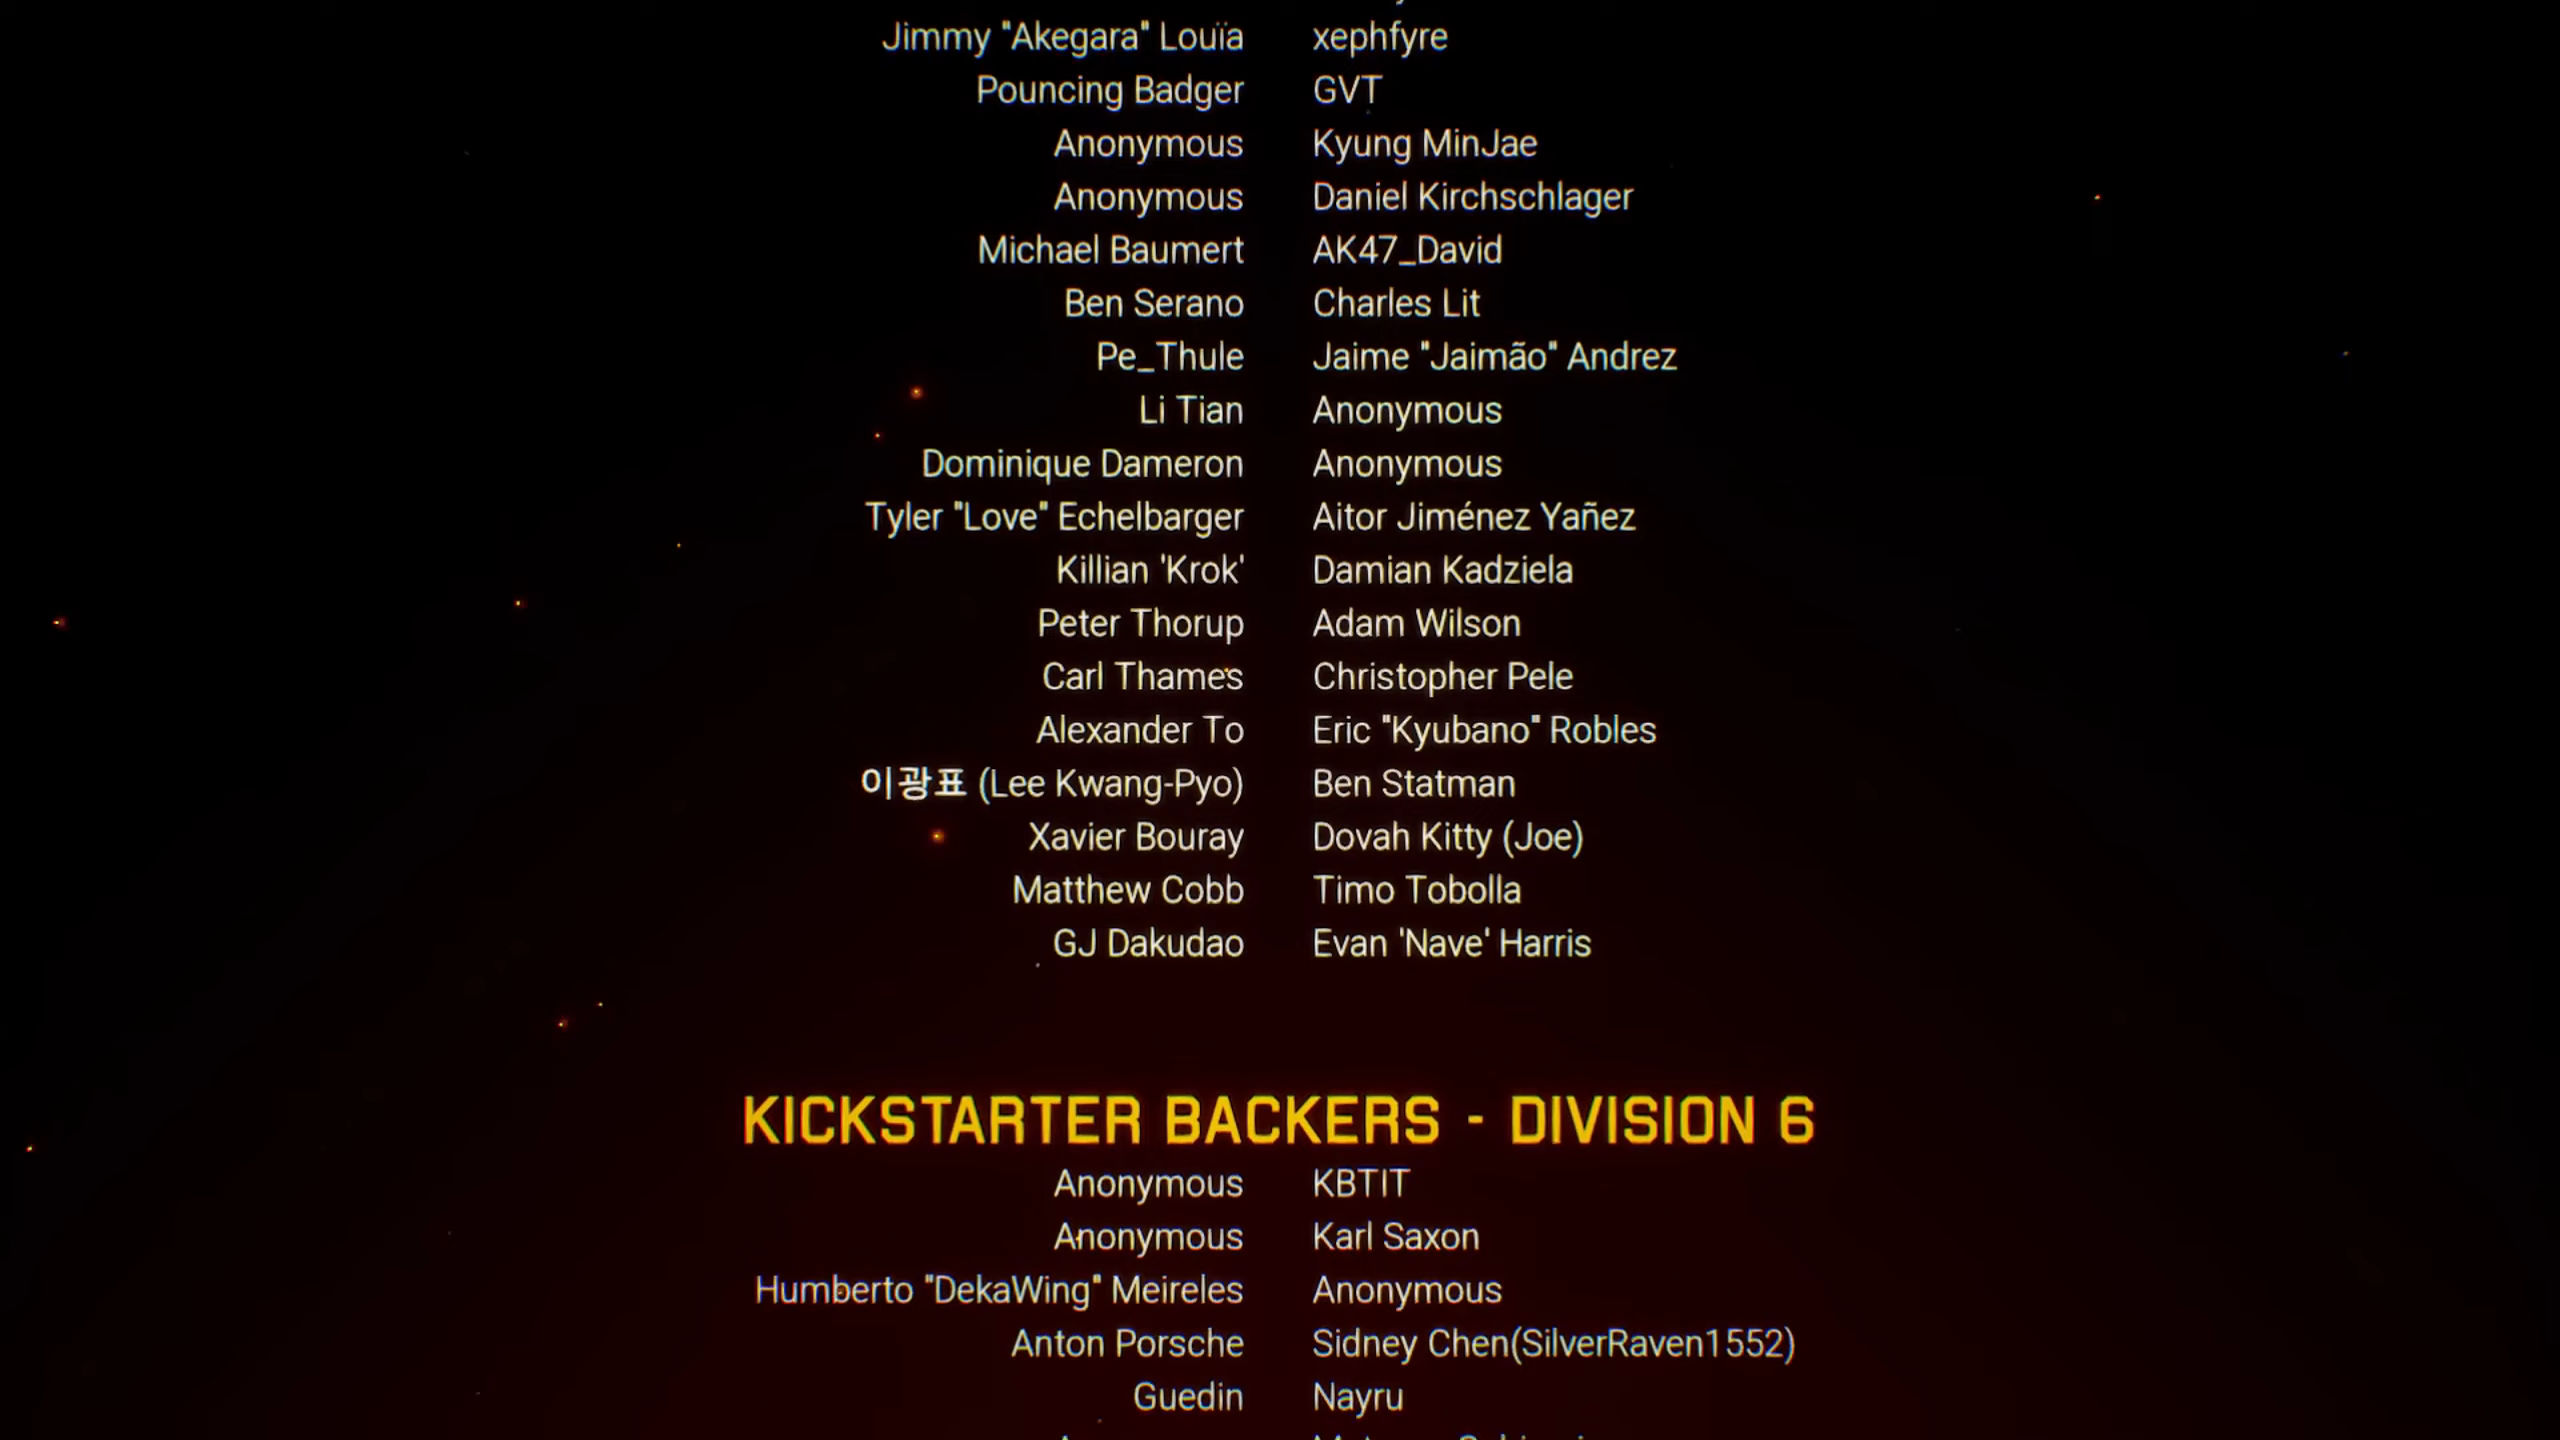 Jimmy "Akegara" Louïa xephfyre
Pouncing Badger GVT
Anonymous Kyung MinJae
Anonymous Daniel Kirchschlager
Michael Baumert AK47_David
Ben Serano Charles Lit
Pe_Thule Jaime "Jaimão" Andrez
Li Tian Anonymous
Dominique Dameron Anonymous
Tyler "Love" Echelbarger Aitor Jiménez Yañez
Killian 'Krok' Damian Kadziela
Peter Thorup Adam Wilson
Carl Thames Christopher Pele
Alexander To Eric "Kyubano" Robles
이광표 (Lee Kwang-Pyo) Ben Statman
Xavier Bouray Dovah Kitty (Joe)
Matthew Cobb Timo Tobolla
GJ Dakudao Evan 'Nave' Harris
KICKSTARTER BACKERS - DIVISION 6
Anonymous KBTIT
Anonymous Karl Saxon
Humberto "DekaWing" Meireles Anonymous
Anton Porsche Sidney Chen(SilverRaven1552)
Guedin Nayru